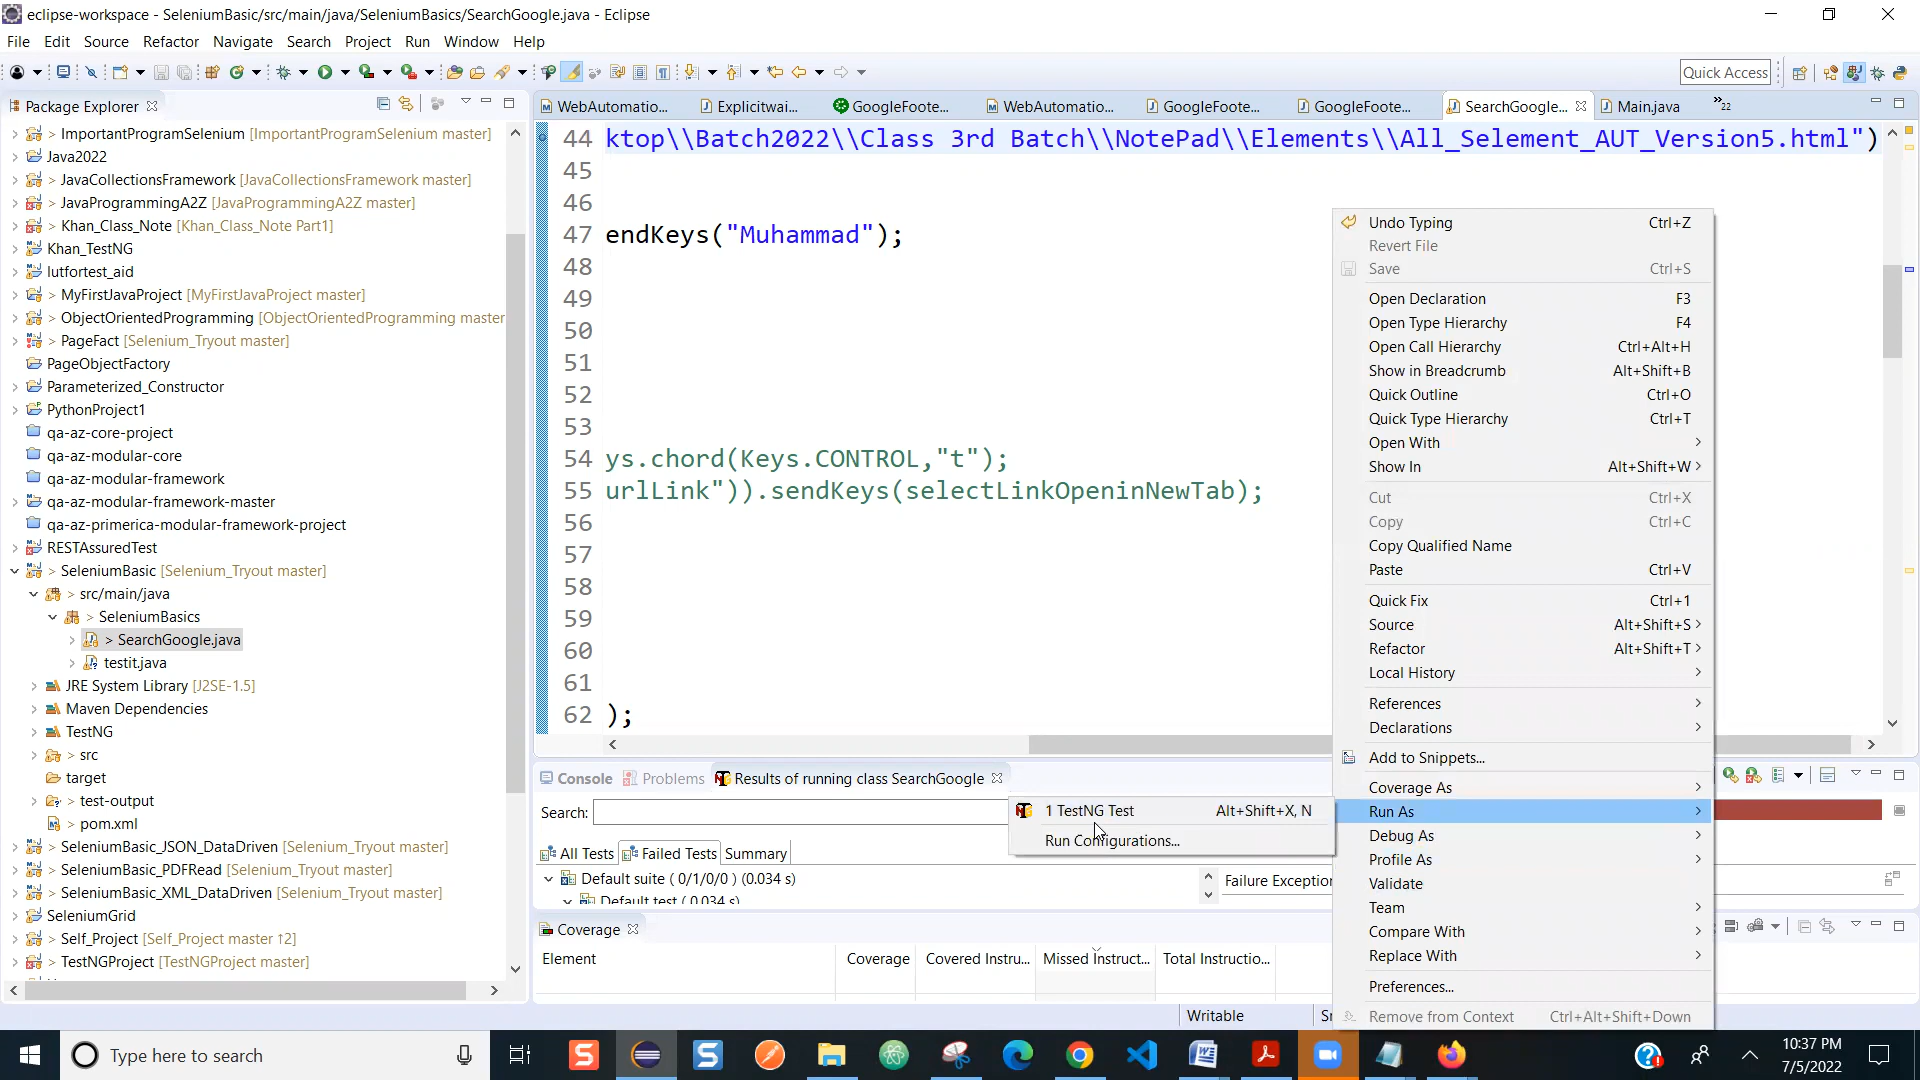 eclipse-workspace - SeleniumBasic/src/main/java/SeleniumBasics/SearchGoogle.java - Eclipse
File Edit Source Refactor Navigate Search Project Run Window Help
Quick Access
Package Explorer
WebAutomatio... Explicitwai... GoogleFoote... WebAutomatio... GoogleFoote... GoogleFoote... SearchGoogle... Main.java »22
> ImportantProgramSelenium [ImportantProgramSelenium master]
Java2022
> JavaCollectionsFramework [JavaCollectionsFramework master]
> JavaProgrammingA2Z [JavaProgrammingA2Z master]
> Khan_Class_Note [Khan_Class_Note Part1]
Khan_TestNG
lutfortest_aid
> MyFirstJavaProject [MyFirstJavaProject master]
> ObjectOrientedProgramming [ObjectOrientedProgramming master
> PageFact [Selenium_Tryout master]
PageObjectFactory
Parameterized_Constructor
PythonProject1
qa-az-core-project
qa-az-modular-core
qa-az-modular-framework
qa-az-modular-framework-master
qa-az-primerica-modular-framework-project
RESTAssuredTest
> SeleniumBasic [Selenium_Tryout master]
> src/main/java
> SeleniumBasics
> SearchGoogle.java
testit.java
JRE System Library [J2SE-1.5]
Maven Dependencies
TestNG
> src
target
> test-output
> pom.xml
> SeleniumBasic_JSON_DataDriven [Selenium_Tryout master]
> SeleniumBasic_PDFRead [Selenium_Tryout master]
> SeleniumBasic_XML_DataDriven [Selenium_Tryout master]
SeleniumGrid
> Self_Project [Self_Project master ↑2]
> TestNGProject [TestNGProject master]
44 ktop\\Batch2022\\Class 3rd Batch\\NotePad\\Elements\\All_Selement_AUT_Version5.html")
45
46
47 endKeys("Muhammad");
48
49
50
51
52
53
54 ys.chord(Keys.CONTROL,"t");
55 urlLink")).sendKeys(selectLinkOpeninNewTab);
56
57
58
59
60
61
62 );
Undo Typing Ctrl+Z
Revert File
Save Ctrl+S
Open Declaration F3
Open Type Hierarchy F4
Open Call Hierarchy Ctrl+Alt+H
Show in Breadcrumb Alt+Shift+B
Quick Outline Ctrl+O
Quick Type Hierarchy Ctrl+T
Open With
Show In Alt+Shift+W
Cut Ctrl+X
Copy Ctrl+C
Copy Qualified Name
Paste Ctrl+V
Quick Fix Ctrl+1
Source Alt+Shift+S
Refactor Alt+Shift+T
Local History
References
Declarations
Add to Snippets...
Coverage As
Run As
Debug As
Profile As
Validate
Team
Compare With
Replace With
Preferences...
Remove from Context Ctrl+Alt+Shift+Down
1 TestNG Test Alt+Shift+X, N
Run Configurations...
Console Problems Results of running class SearchGoogle
Search:
All Tests Failed Tests Summary
Default suite ( 0/1/0/0 ) (0.034 s)
Default test ( 0.034 s)
Failure Exception
Coverage
Element Coverage Covered Instru... Missed Instruct... Total Instructio...
Writable
Type here to search
10:37 PM
7/5/2022